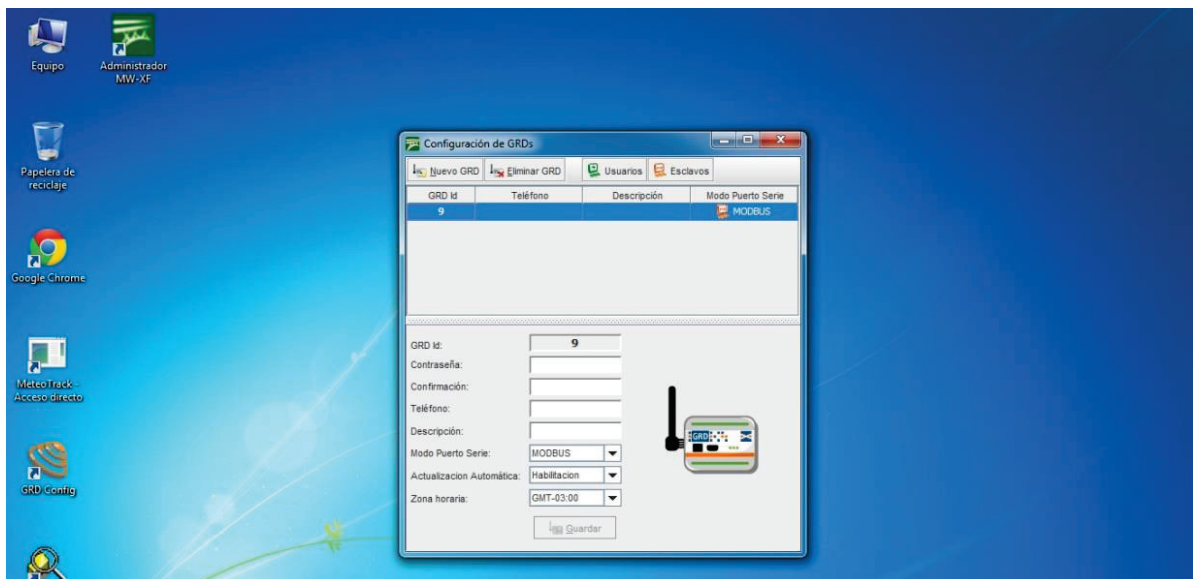 Equipo
Administrador
MW-XF
Papelera de
reciclaje
Google Chrome
MeteoTrack -
Acceso directo
GRD Config
Configuración de GRDs
Nuevo GRD Eliminar GRD Usuarios Esclavos
GRD Id Teléfono Descripción Modo Puerto Serie
9 MODBUS
GRD Id: 9
Contraseña:
Confirmación:
Teléfono:
Descripción:
Modo Puerto Serie: MODBUS
Actualizacion Automática: Habilitacion
Zona horaria: GMT-03:00
GRD
Guardar